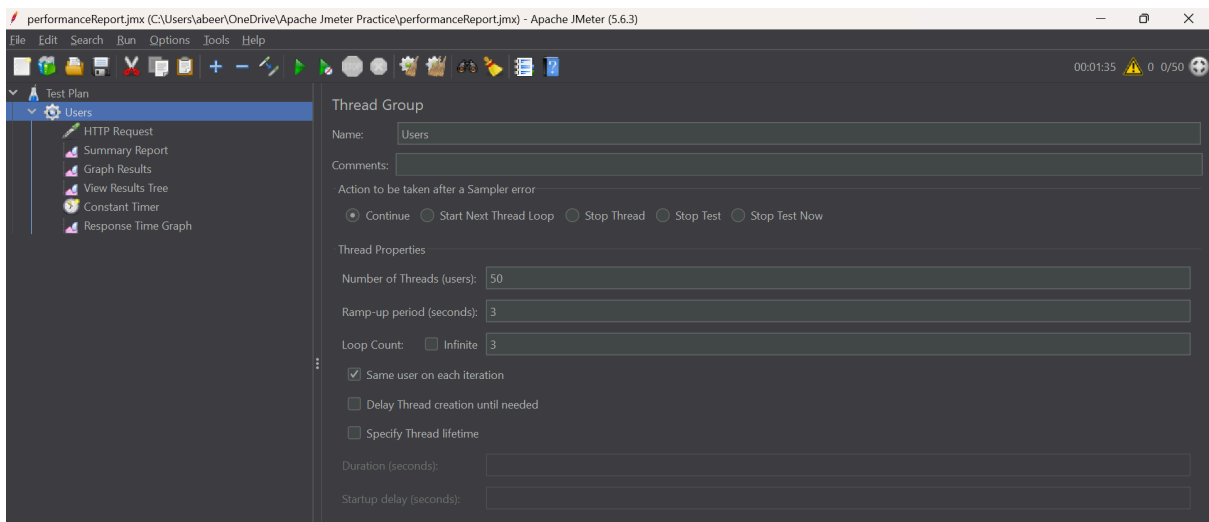 performanceReport.jmx (C:\Users\abeer\OneDrive\Apache Jmeter Practice\performanceReport.jmx) - Apache JMeter (5.6.3)
File Edit Search Run Options Tools Help
00:01:35 0 0/50
Test Plan
Users
HTTP Request
Summary Report
Graph Results
View Results Tree
Constant Timer
Response Time Graph
Thread Group
Name: Users
Comments:
Action to be taken after a Sampler error
Continue Start Next Thread Loop Stop Thread Stop Test Stop Test Now
Thread Properties
Number of Threads (users): 50
Ramp-up period (seconds): 3
Loop Count: Infinite 3
Same user on each iteration
Delay Thread creation until needed
Specify Thread lifetime
Duration (seconds):
Startup delay (seconds):